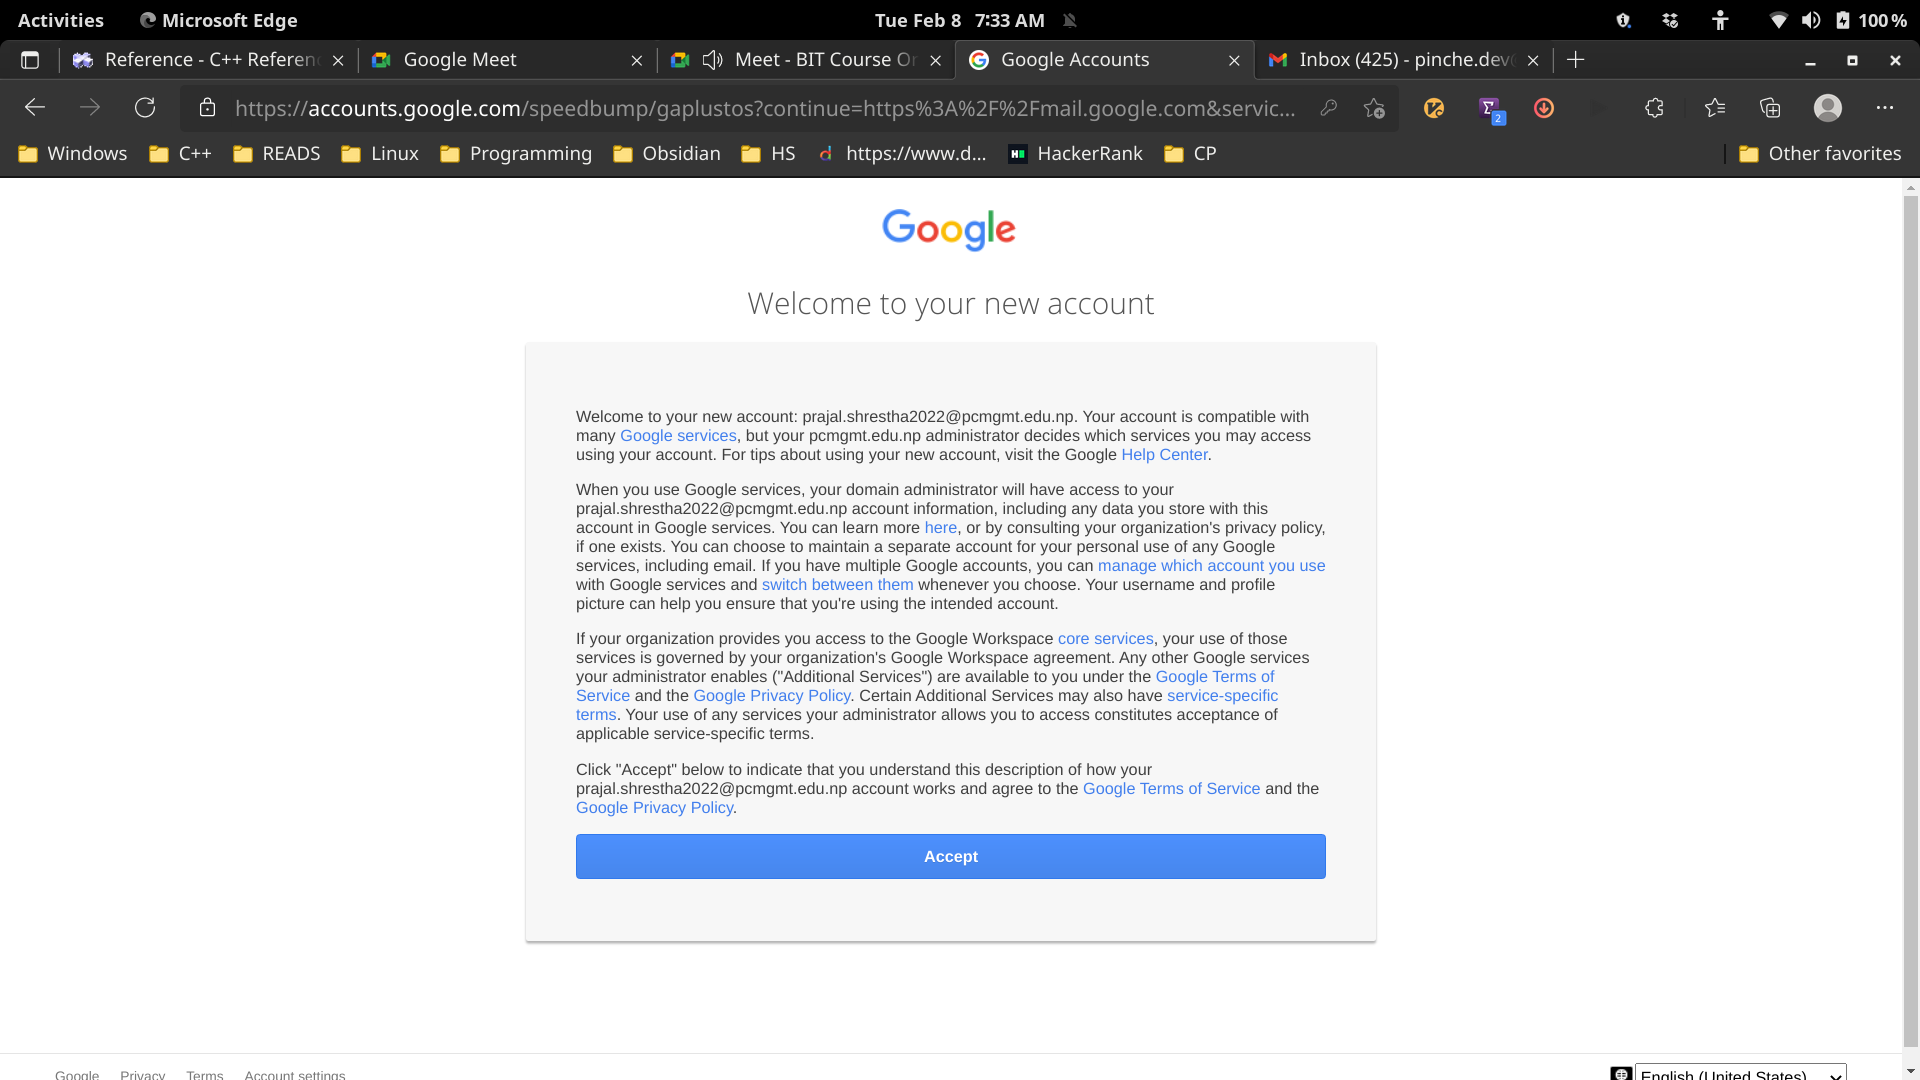 Activities Microsoft Edge Tue Feb 8 7:33 AM 100 %
Reference - C++ Referen Google Meet Meet - BIT Course Or Google Accounts Inbox (425) - pinche.dev
https://accounts.google.com/speedbump/gaplustos?continue=https%3A%2F%2Fmail.google.com&servic... 2
Windows C++ READS Linux Programming Obsidian HS https://www.d... HackerRank CP Other favorites
Google
Welcome to your new account
Welcome to your new account: prajal.shrestha2022@pcmgmt.edu.np. Your account is compatible with
many Google services, but your pcmgmt.edu.np administrator decides which services you may access
using your account. For tips about using your new account, visit the Google Help Center.
When you use Google services, your domain administrator will have access to your
prajal.shrestha2022@pcmgmt.edu.np account information, including any data you store with this
account in Google services. You can learn more here, or by consulting your organization's privacy policy,
if one exists. You can choose to maintain a separate account for your personal use of any Google
services, including email. If you have multiple Google accounts, you can manage which account you use
with Google services and switch between them whenever you choose. Your username and profile
picture can help you ensure that you're using the intended account.
If your organization provides you access to the Google Workspace core services, your use of those
services is governed by your organization's Google Workspace agreement. Any other Google services
your administrator enables ("Additional Services") are available to you under the Google Terms of
Service and the Google Privacy Policy. Certain Additional Services may also have service-specific
terms. Your use of any services your administrator allows you to access constitutes acceptance of
applicable service-specific terms.
Click "Accept" below to indicate that you understand this description of how your
prajal.shrestha2022@pcmgmt.edu.np account works and agree to the Google Terms of Service and the
Google Privacy Policy.
Accept
Google Privacy Terms Account settings English (United States)